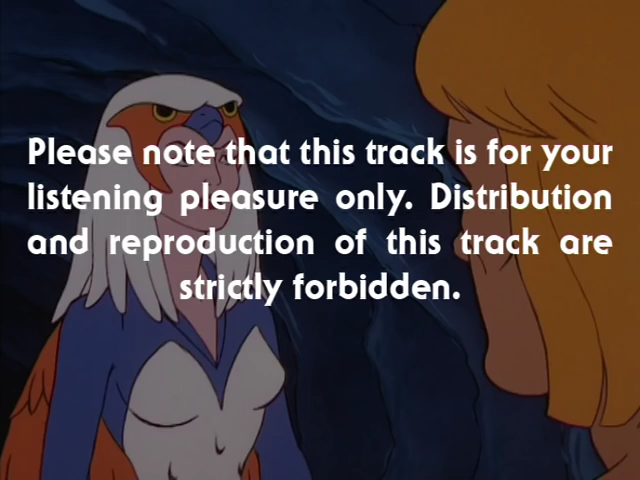 Please note that this track is for your
listening pleasure only. Distribution
and reproduction of this track are
strictly forbidden.